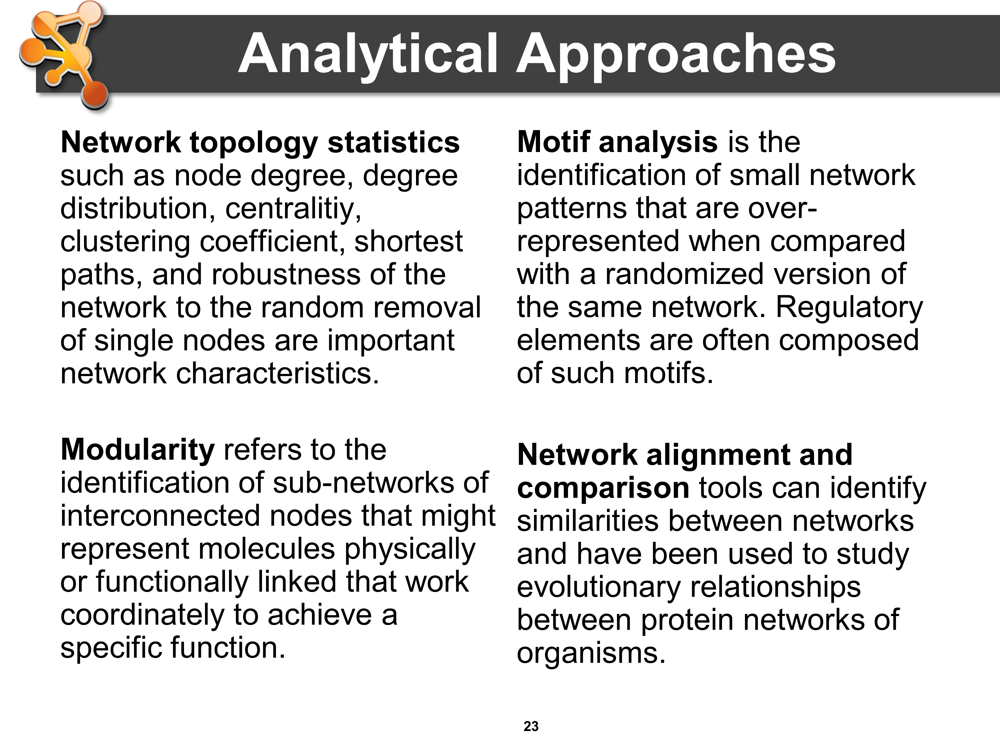 Analytical Approaches
Network topology statistics
such as node degree, degree
distribution, centralitiy,
clustering coefficient, shortest
paths, and robustness of the
network to the random removal
of single nodes are important
network characteristics.
Modularity refers to the
identification of sub-networks of
interconnected nodes that might
represent molecules physically
or functionally linked that work
coordinately to achieve a
specific function.
Motif analysis is the
identification of small network
patterns that are over-
represented when compared
with a randomized version of
the same network. Regulatory
elements are often composed
of such motifs.
Network alignment and
comparison tools can identify
similarities between networks
and have been used to study
evolutionary relationships
between protein networks of
organisms.
23